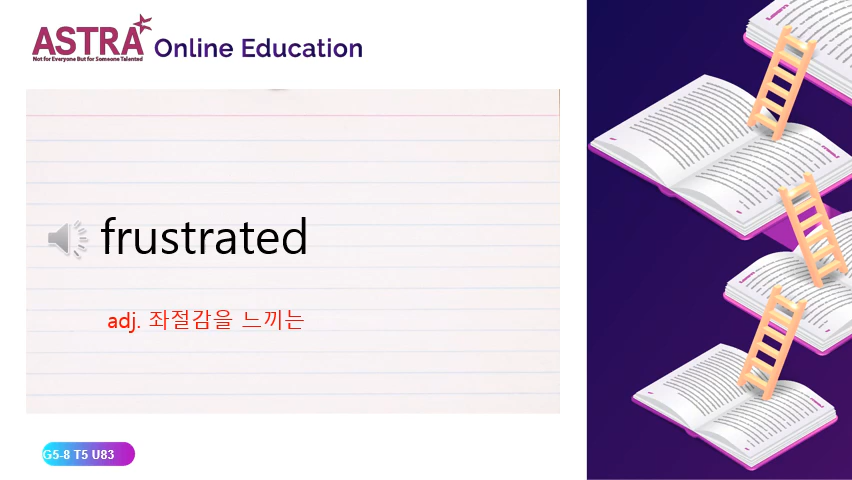 ASTRA
Not for Everyone But for Someone Talented
Online Education
frustrated
adj. 좌절감을 느끼는
G5-8 T5 U83